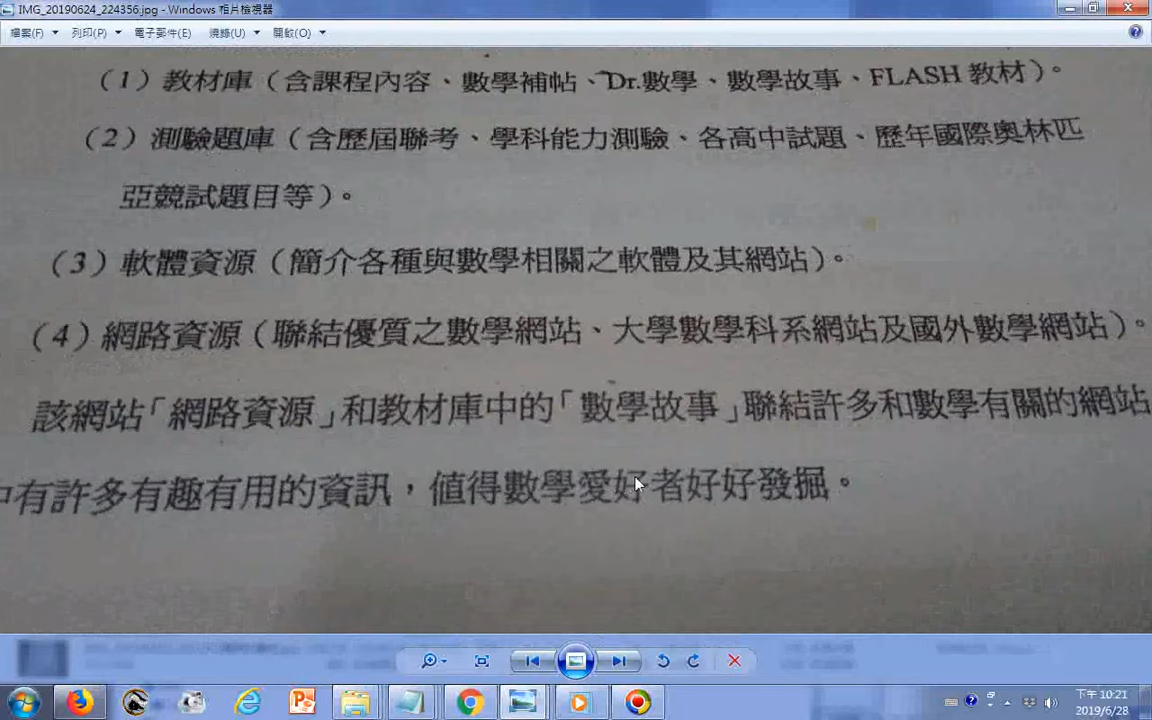 IMG_20190624_224356.jpg - Windows 相片檢視器
檔案(F) 列印(P) 電子郵件(E) 燒錄(U) 開啟(O)
（1）教材庫（含課程內容、數學補帖、Dr.數學、數學故事、FLASH 教材）。
（2）測驗題庫（含歷屆聯考、學科能力測驗、各高中試題、歷年國際奧林匹
亞競試題目等）。
（3）軟體資源（簡介各種與數學相關之軟體及其網站）。
（4）網路資源（聯結優質之數學網站、大學數學科系網站及國外數學網站）。
該網站「網路資源」和教材庫中的「數學故事」聯結許多和數學有關的網站
中有許多有趣有用的資訊，值得數學愛好者好好發掘。
下午 10:21
2019/6/28